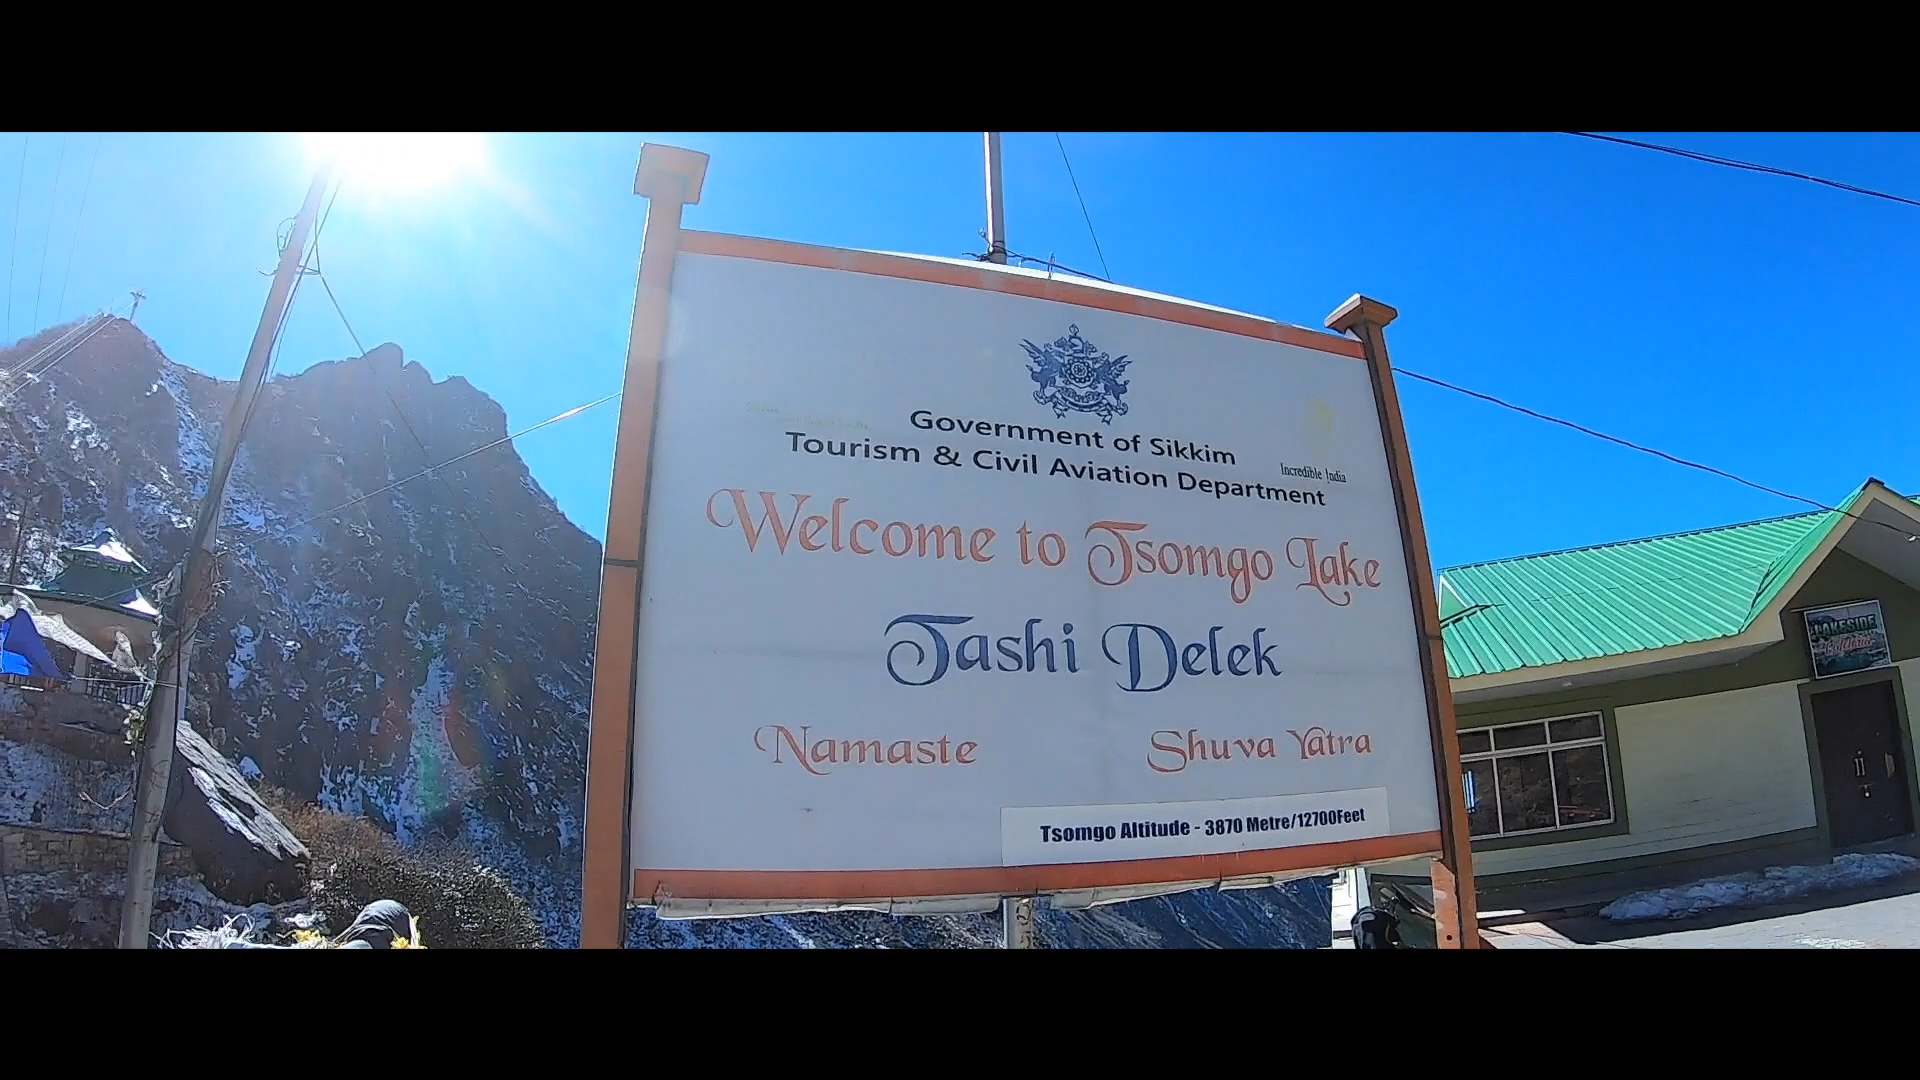 Government of Sikkim
Tourism & Civil Aviation Department
Incredible India
Welcome to Tsomgo Lake
Tashi Delek
Namaste Shuva Yatra
Tsomgo Altitude - 3870 Metre/12700Feet
LAKESIDE